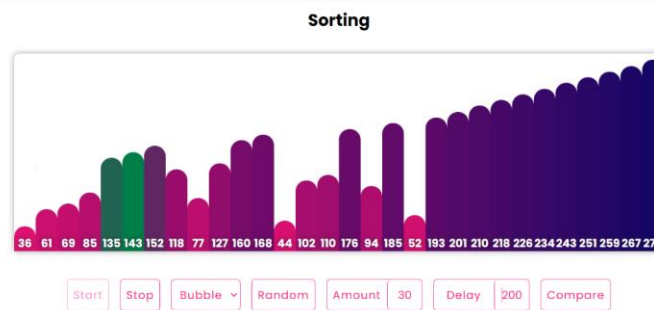 Sorting
36 61 69 85 135 143 152 118 77 127 160 168 44 102 110 176 94 185 52 193 201 210 218 226 234 243 251 259 267
Start Stop Bubble Random Amount 30 Delay 200 Compare